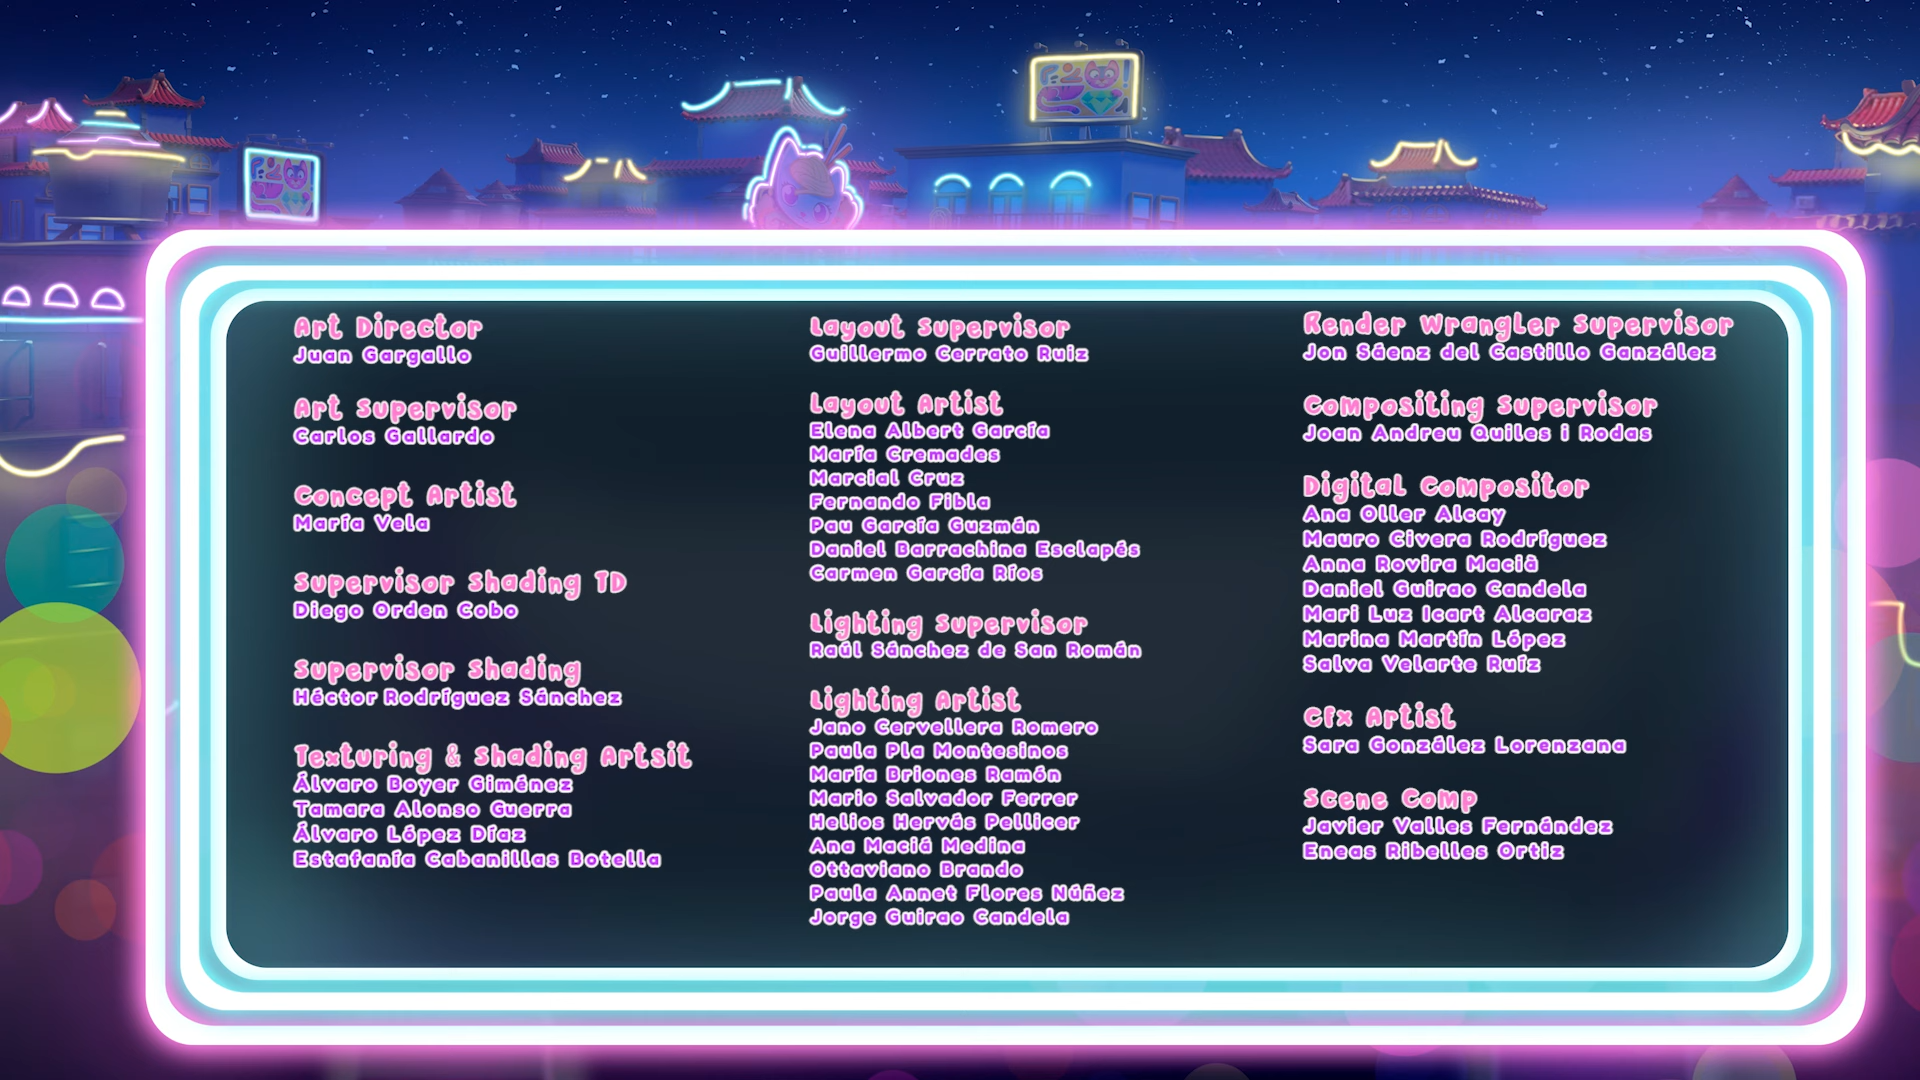 Art Director
Juan Gargallo
Art Supervisor
Carlos Gallardo
Concept Artist
María Vela
Supervisor Shading TD
Diego Orden Cobo
Supervisor Shading
Héctor Rodríguez Sánchez
Texturing & Shading Artsit
Álvaro Boyer Giménez
Tamara Alonso Guerra
Álvaro López Díaz
Estafanía Cabanillas Botella
Layout Supervisor
Guillermo Cerrato Ruiz
Layout Artist
Elena Albert García
María Cremades
Marcial Cruz
Fernando Fibla
Pau García Guzmán
Daniel Barrachina Esclapés
Carmen García Ríos
Lighting Supervisor
Raúl Sánchez de San Román
Lighting Artist
Jano Cervellera Romero
Paula Pla Montesinos
María Briones Ramón
Mario Salvador Ferrer
Helios Hervás Pellicer
Ana Maciá Medina
Ottaviano Brando
Paula Annet Flores Núñez
Jorge Guirao Candela
Render Wrangler Supervisor
Jon Sáenz del Castillo Ganzález
Compositing Supervisor
Joan Andreu Quiles i Rodas
Digital Compositor
Ana Oller Alcay
Mauro Civera Rodríguez
Anna Rovira Macià
Daniel Guirao Candela
Mari Luz Icart Alcaraz
Marina Martín López
Salva Velarte Ruíz
Cfx Artist
Sara González Lorenzana
Scene Comp
Javier Valles Fernández
Eneas Ribelles Ortiz